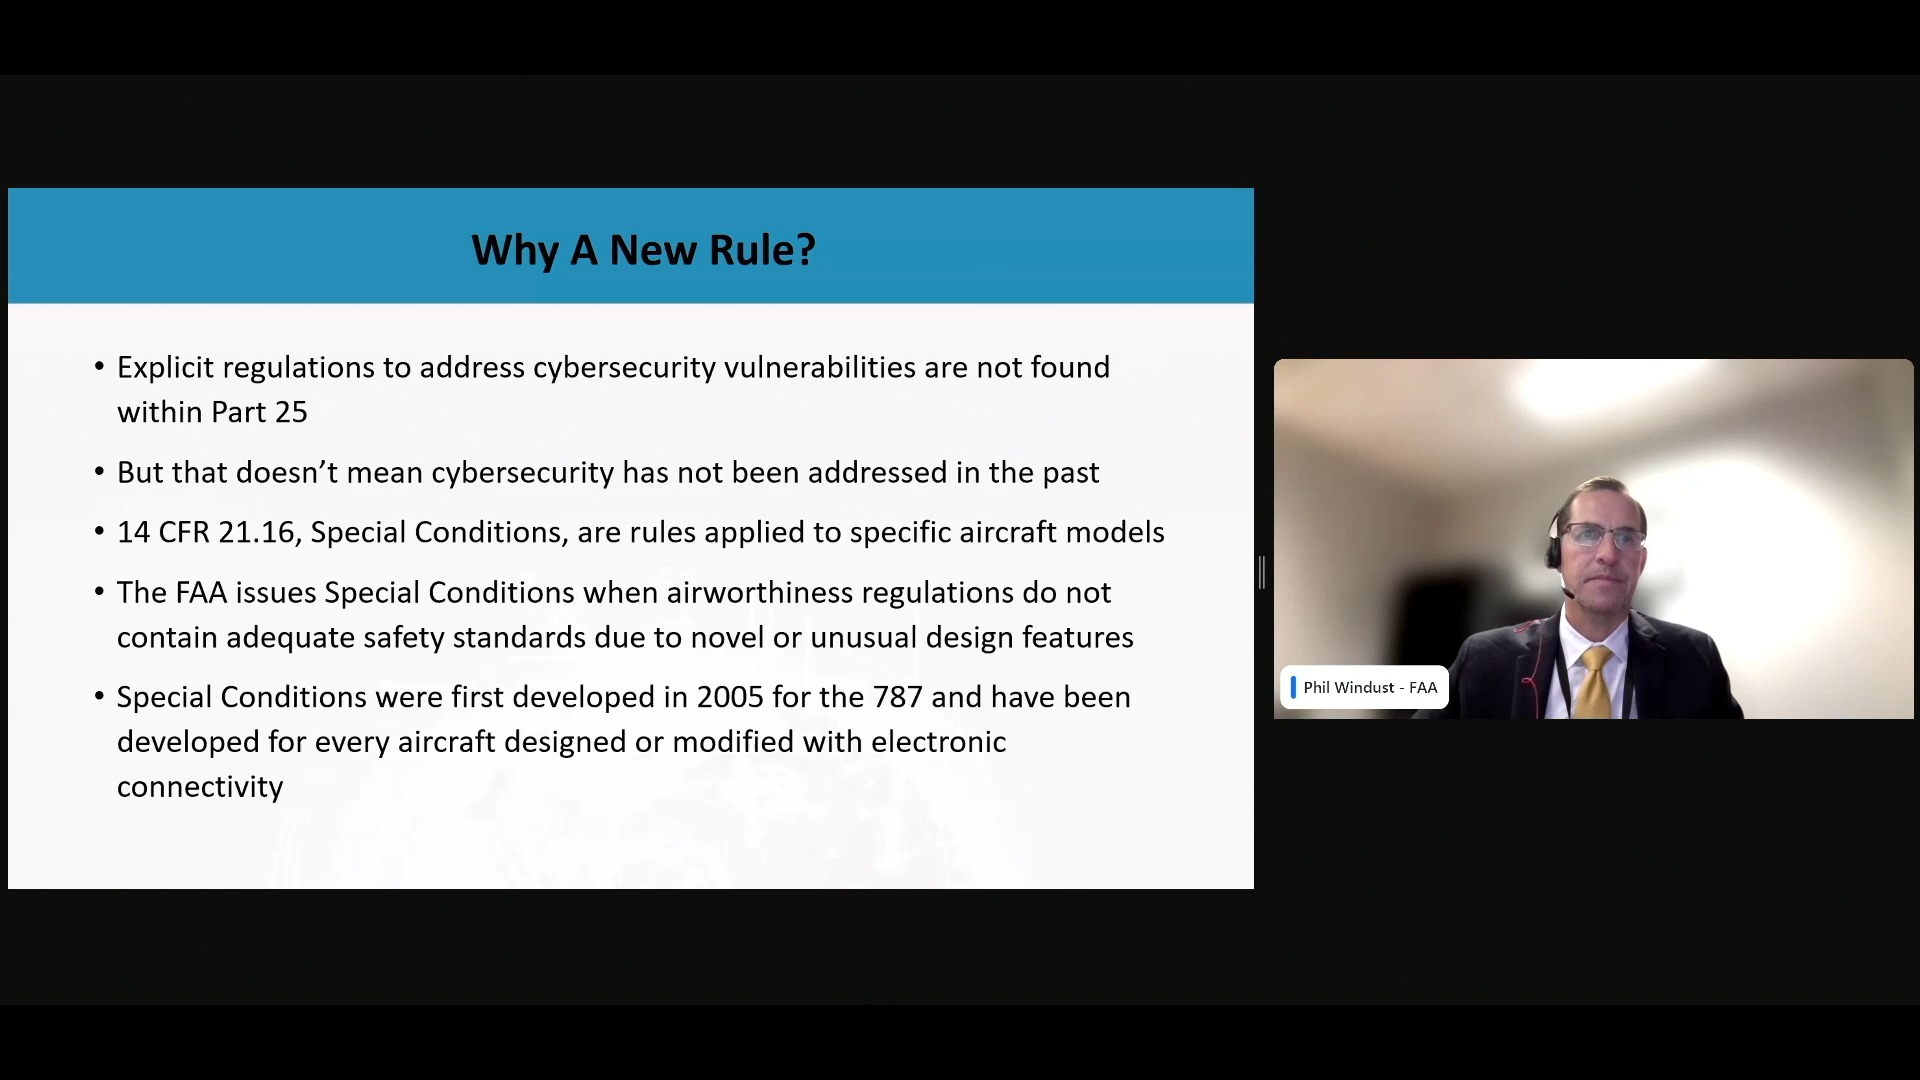 Why A New Rule?
• Explicit regulations to address cybersecurity vulnerabilities are not found
within Part 25
• But that doesn’t mean cybersecurity has not been addressed in the past
• 14 CFR 21.16, Special Conditions, are rules applied to specific aircraft models
• The FAA issues Special Conditions when airworthiness regulations do not
contain adequate safety standards due to novel or unusual design features
• Special Conditions were first developed in 2005 for the 787 and have been
developed for every aircraft designed or modified with electronic
connectivity
Phil Windust - FAA